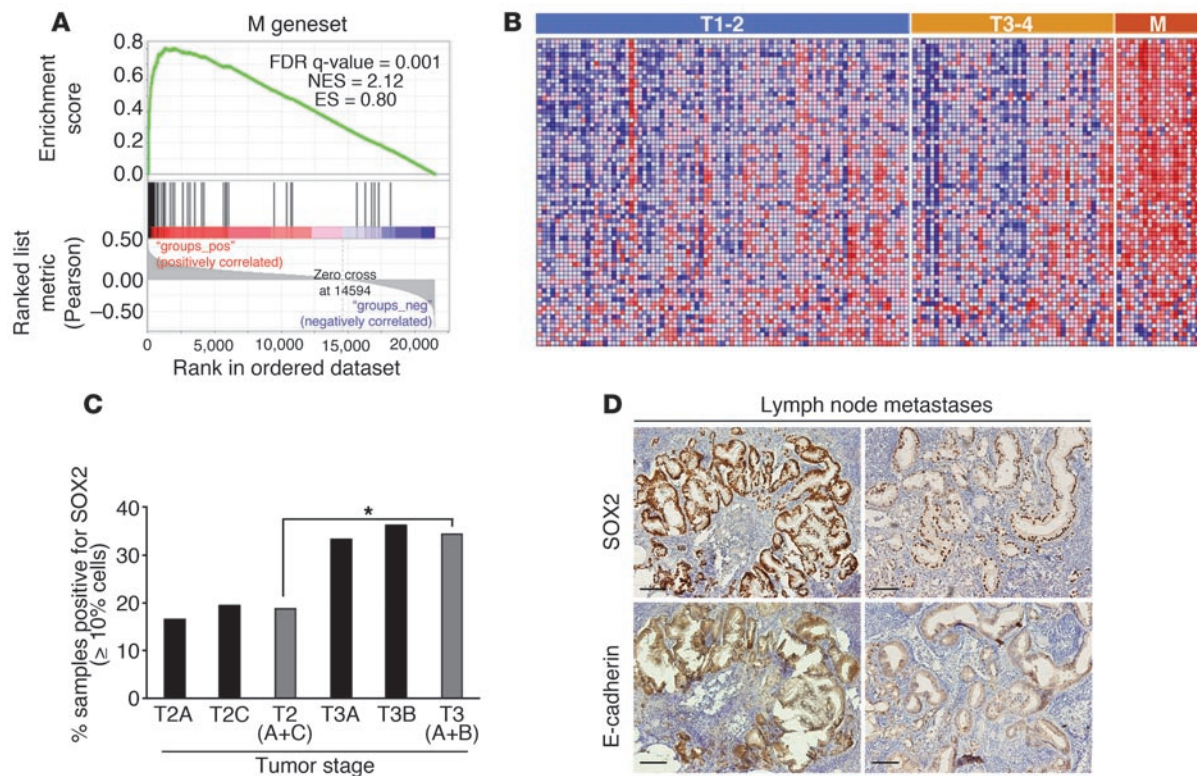 A
M geneset
FDR q-value = 0.001
NES = 2.12
ES = 0.80
Enrichment
score
0.8
0.6
0.4
0.2
0.0
"groups_pos"
(positively correlated)
Zero cross
at 14594
"groups_neg"
(negatively correlated)
Ranked list
metric
(Pearson)
0.50
0.00
−0.50
0
5,000
10,000
15,000
20,000
Rank in ordered dataset
B
T1-2
T3-4
M
C
% samples positive for SOX2
(≥ 10% cells)
40
30
20
10
0
*
T2A
T2C
T2
(A+C)
T3A
T3B
T3
(A+B)
Tumor stage
D
Lymph node metastases
SOX2
E-cadherin